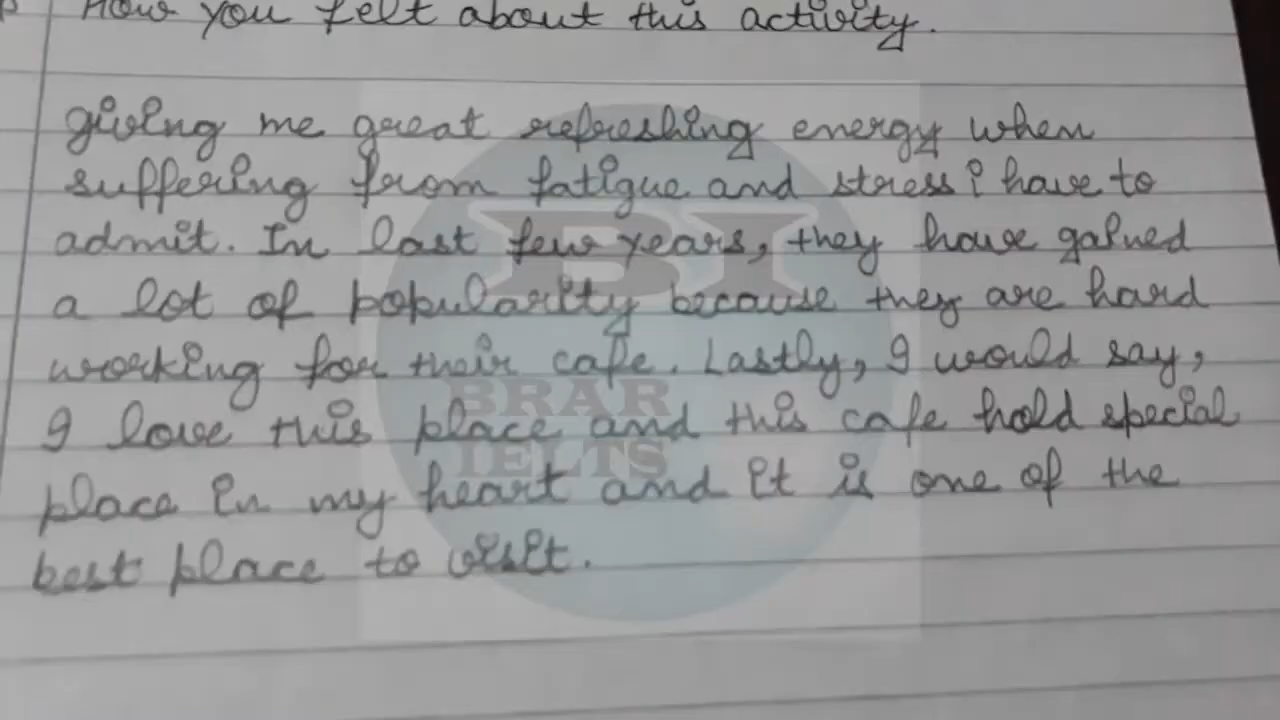 How you felt about this activity.
giving me great refreshing energy when
suffering from fatigue and stress i have to
admit. In last few years, they have gained
a lot of popularity because they are hard
working for their cafe. Lastly, I would say,
I love this place and this cafe hold special
place in my heart and it is one of the
best place to visit.
BI
BRAR
IELTS